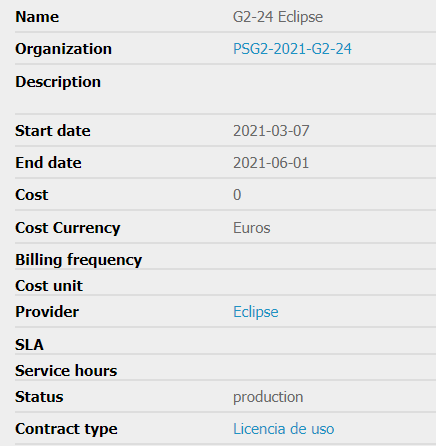 Name G2-24 Eclipse
Organization PSG2-2021-G2-24
Description
Start date 2021-03-07
End date 2021-06-01
Cost 0
Cost Currency Euros
Billing frequency
Cost unit
Provider Eclipse
SLA
Service hours
Status production
Contract type Licencia de uso